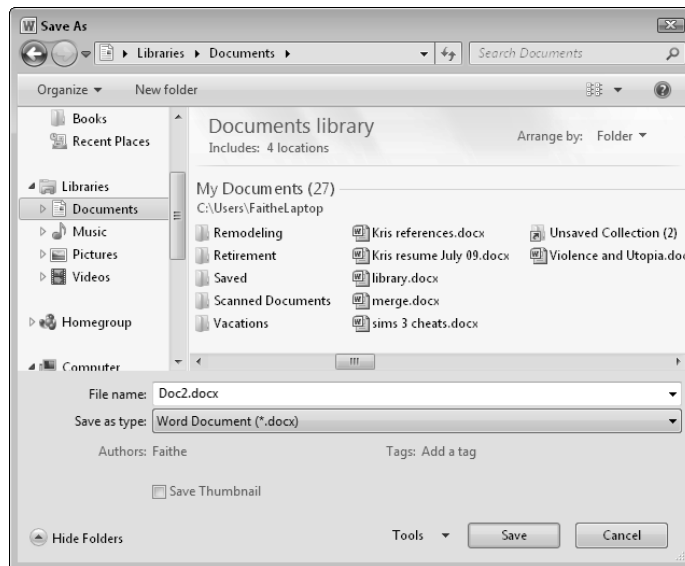 Save As
Libraries Documents Search Documents
Organize New folder
Books
Recent Places
Libraries
Documents
Music
Pictures
Videos
Homegroup
Computer
Documents library
Includes: 4 locations
Arrange by: Folder
My Documents (27)
C:\Users\FaitheLaptop
Remodeling Kris references.docx Unsaved Collection (2)
Retirement Kris resume July 09.docx Violence and Utopia.doc
Saved library.docx
Scanned Documents merge.docx
Vacations sims 3 cheats.docx
File name: Doc2.docx
Save as type: Word Document (*.docx)
Authors: Faithe Tags: Add a tag
Save Thumbnail
Hide Folders Tools Save Cancel